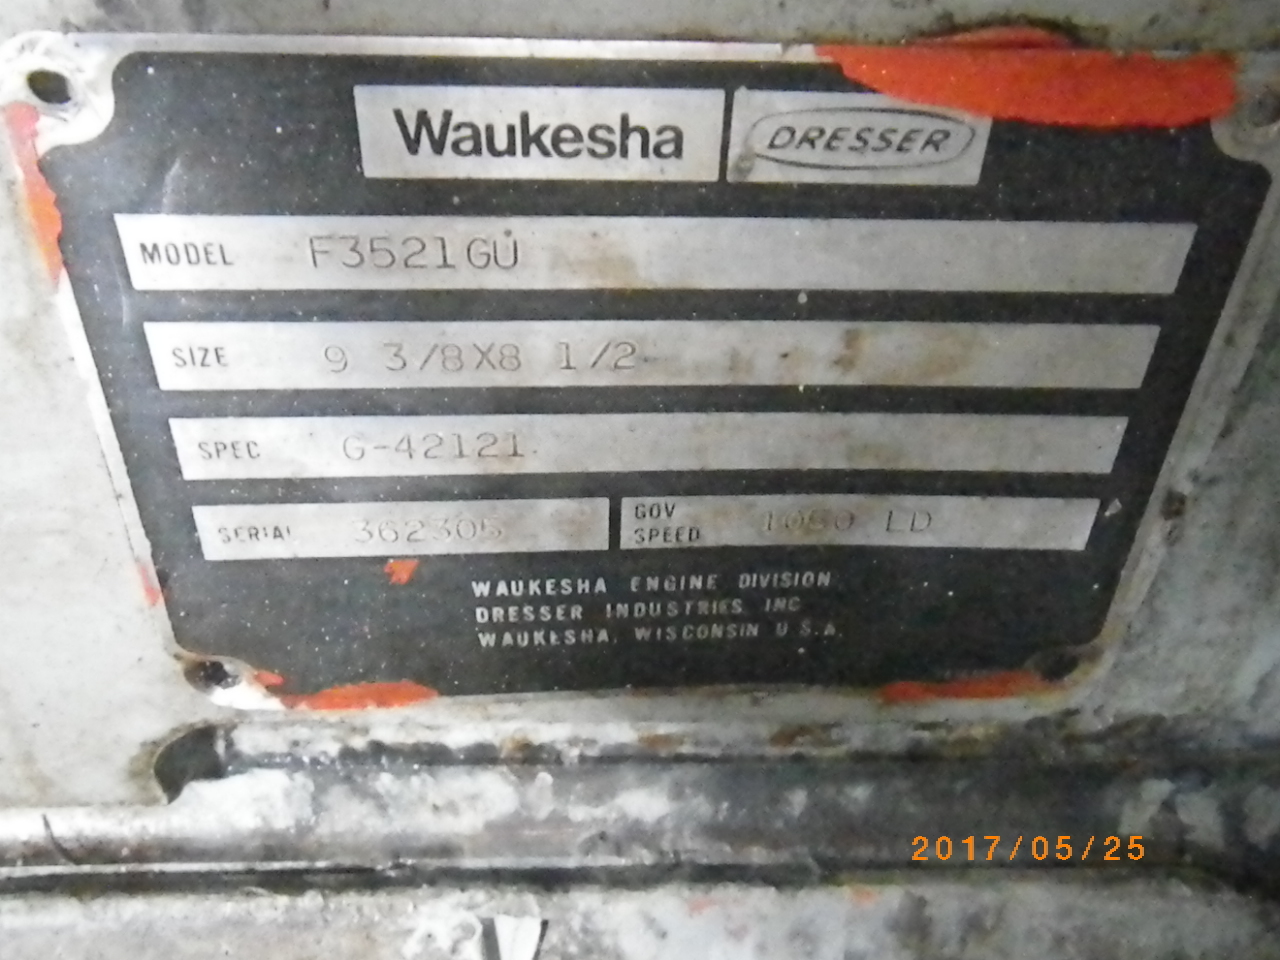 Waukesha DRESSER
MODEL F3521GU
SIZE 9 3/8X8 1/2
SPEC G-42121
SERIAL 362305 GOV SPEED LD
WAUKESHA ENGINE DIVISION
DRESSER INDUSTRIES INC
WAUKESHA, WISCONSIN U.S.A.
2017/05/25